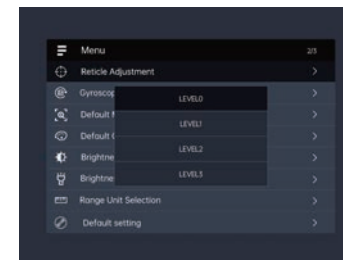 Menu 2/3
Reticle Adjustment
Gyroscop
LEVEL0
Default
LEVEL1
Default
LEVEL2
Brightne
Brightne
LEVEL3
Range Unit Selection
Default setting